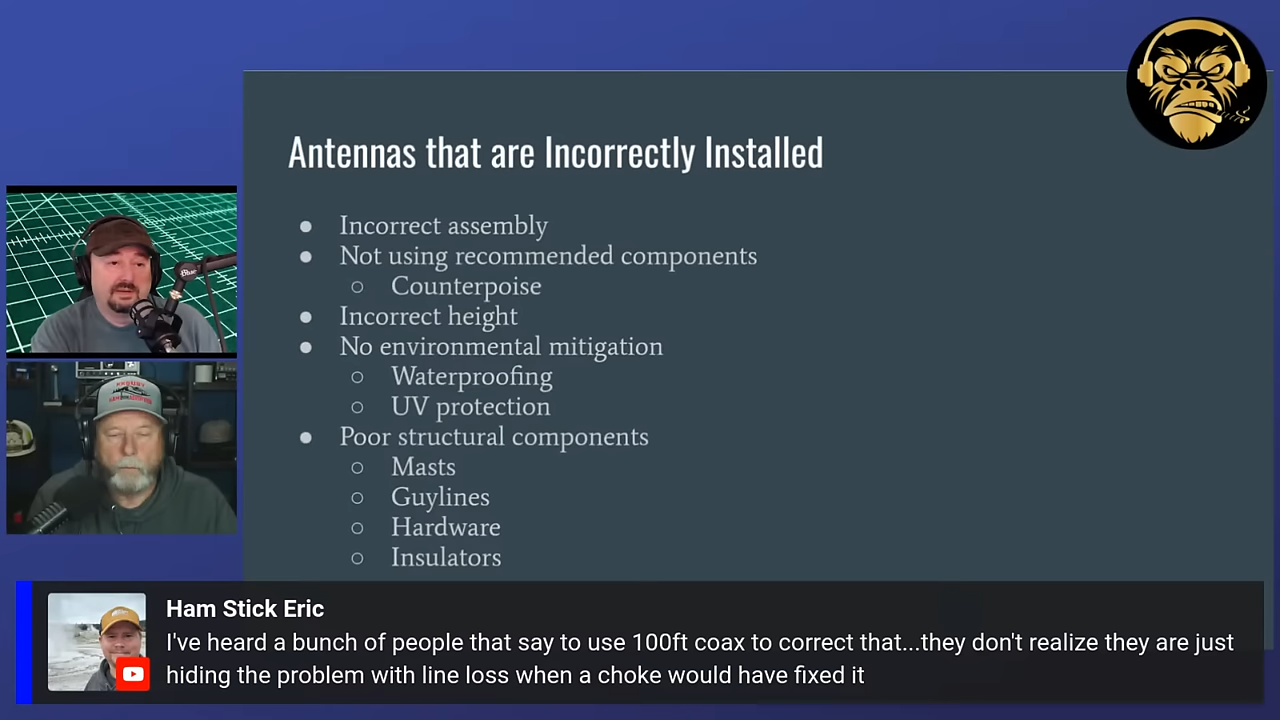 Antennas that are Incorrectly Installed
● Incorrect assembly
● Not using recommended components
○ Counterpoise
● Incorrect height
● No environmental mitigation
○ Waterproofing
○ UV protection
● Poor structural components
○ Masts
○ Guylines
○ Hardware
○ Insulators
Blue
Ham Stick Eric
I've heard a bunch of people that say to use 100ft coax to correct that...they don't realize they are just
hiding the problem with line loss when a choke would have fixed it